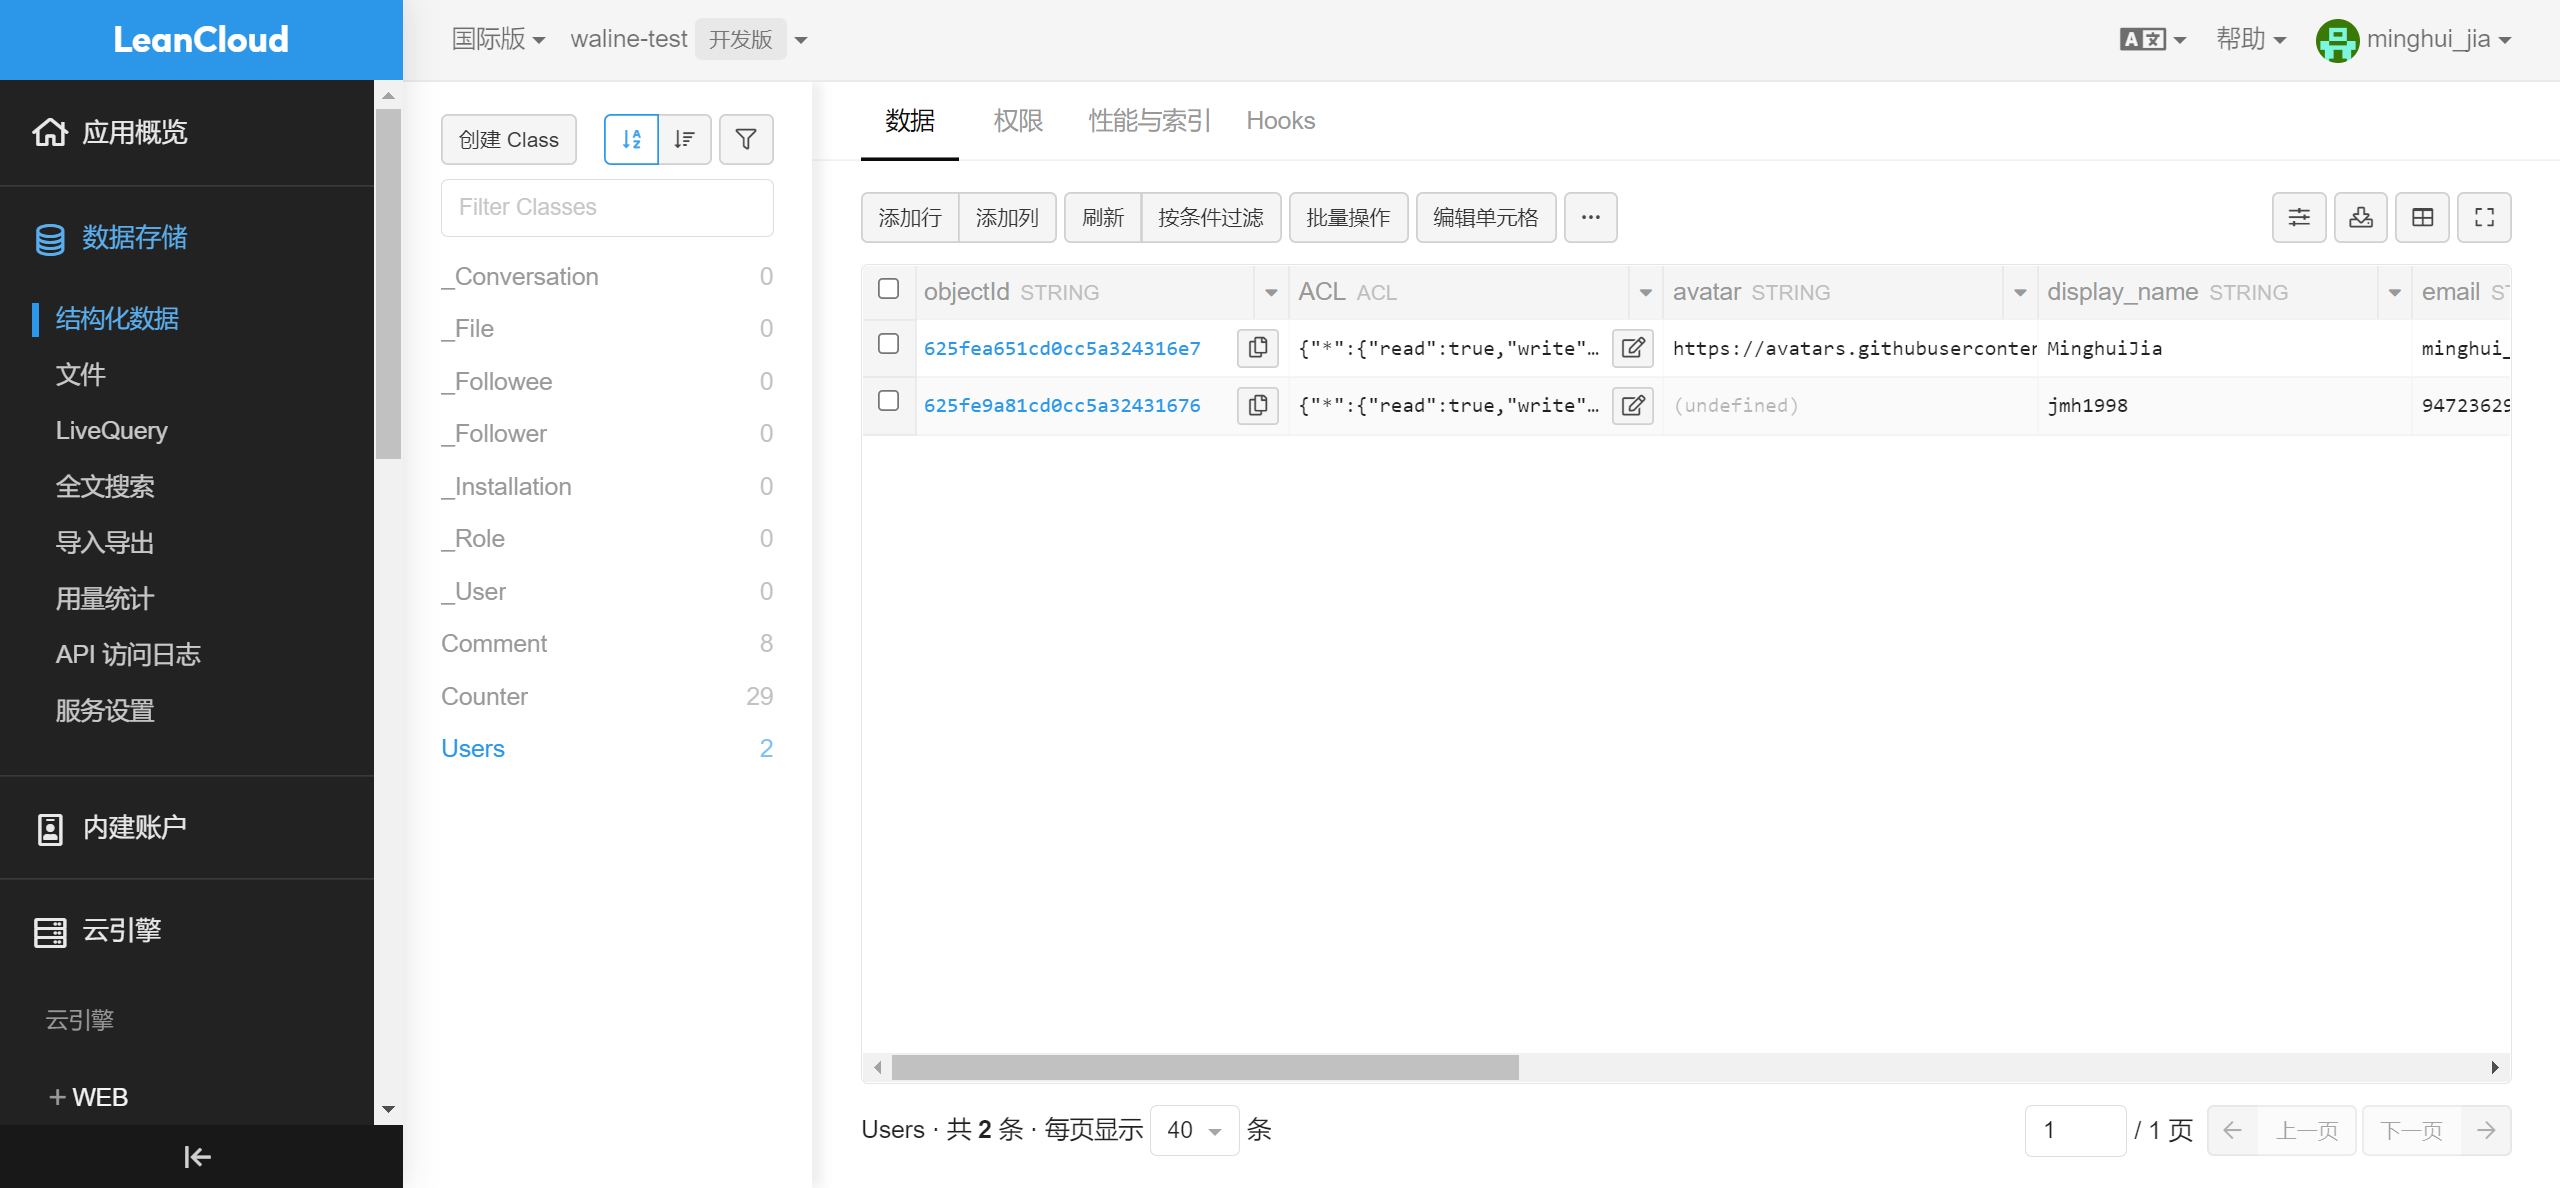 LeanCloud
国际版
waline-test 开发版
帮助
minghui_jia
应用概览
数据存储
结构化数据
文件
LiveQuery
全文搜索
导入导出
用量统计
API 访问日志
服务设置
内建账户
云引擎
云引擎
+ WEB
创建 Class
Filter Classes
_Conversation 0
_File 0
_Followee 0
_Follower 0
_Installation 0
_Role 0
_User 0
Comment 8
Counter 29
Users 2
数据 权限 性能与索引 Hooks
添加行 添加列 刷新 按条件过滤 批量操作 编辑单元格 ···
objectId STRING ACL ACL avatar STRING display_name STRING email ST
625fea651cd0cc5a324316e7 {"*":{"read":true,"write"… https://avatars.githubuserconter MinghuiJia minghui_
625fe9a81cd0cc5a32431676 {"*":{"read":true,"write"… (undefined) jmh1998 94723629
Users · 共 2 条 · 每页显示 40 条
1 / 1 页 上一页 下一页